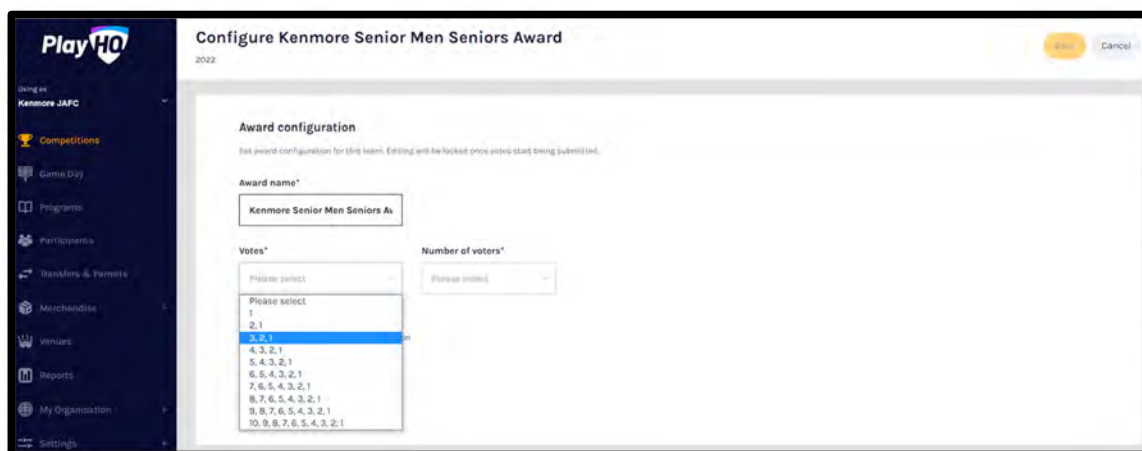 PlayHQ
Using as
Kenmore JAFC
Competitions
Game Day
Programs
Participants
Transfers & Permits
Merchandise
Venues
Reports
My Organisation
Settings
Configure Kenmore Senior Men Seniors Award
2022
Cancel
Award configuration
Set award configuration for this team. Editing will be locked once votes start being submitted.
Award name*
Kenmore Senior Men Seniors Av
Votes*
Number of voters*
Please select
Please select
Please select
1
2, 1
3, 2, 1
4, 3, 2, 1
5, 4, 3, 2, 1
6, 5, 4, 3, 2, 1
7, 6, 5, 4, 3, 2, 1
8, 7, 6, 5, 4, 3, 2, 1
9, 8, 7, 6, 5, 4, 3, 2, 1
10, 9, 8, 7, 6, 5, 4, 3, 2, 1